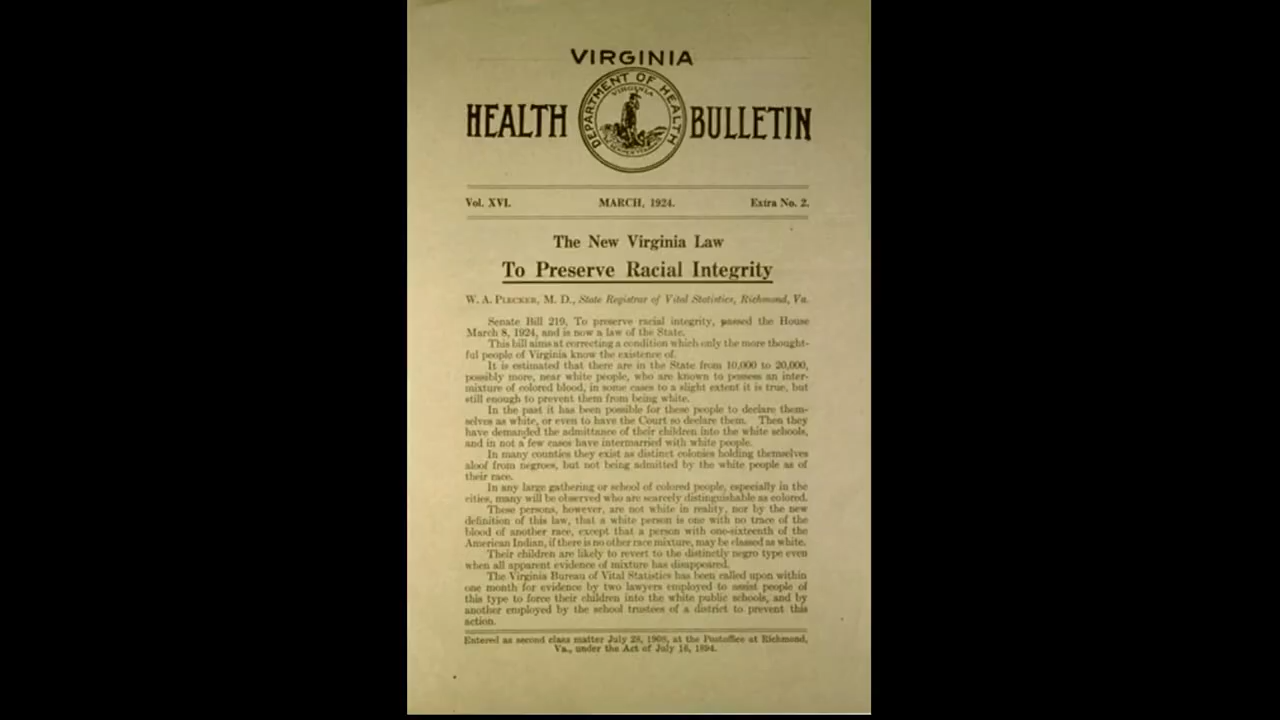 VIRGINIA
HEALTH BULLETIN
DEPARTMENT OF HEALTH
VIRGINIA
Vol. XVI. MARCH, 1924. Extra No. 2.
The New Virginia Law
To Preserve Racial Integrity
W. A. PLECKER, M. D., State Registrar of Vital Statistics, Richmond, Va.
Senate Bill 219, To preserve racial integrity, passed the House
March 8, 1924, and is now a law of the State.
This bill aims at correcting a condition which only the more thought-
ful people of Virginia know the existence of.
It is estimated that there are in the State from 10,000 to 20,000,
possibly more, near white people, who are known to possess an inter-
mixture of colored blood, in some cases to a slight extent it is true, but
still enough to prevent them from being white.
In the past it has been possible for these people to declare them-
selves as white, or even to have the Court so declare them. Then they
have demanded the admittance of their children into the white schools,
and in not a few cases have intermarried with white people.
In many counties they exist as distinct colonies holding themselves
aloof from negroes, but not being admitted by the white people as of
their race.
In any large gathering or school of colored people, especially in the
cities, many will be observed who are scarcely distinguishable as colored.
These persons, however, are not white in reality, nor by the new
definition of this law, that a white person is one with no trace of the
blood of another race, except that a person with one-sixteenth of the
American Indian, if there is no other race mixture, may be classed as white.
Their children are likely to revert to the distinctly negro type even
when all apparent evidence of mixture has disappeared.
The Virginia Bureau of Vital Statistics has been called upon within
one month for evidence by two lawyers employed to assist people of
this type to force their children into the white public schools, and by
another employed by the school trustees of a district to prevent this
action.
Entered as second class matter July 28, 1908, at the Postoffice at Richmond,
Va., under the Act of July 16, 1894.